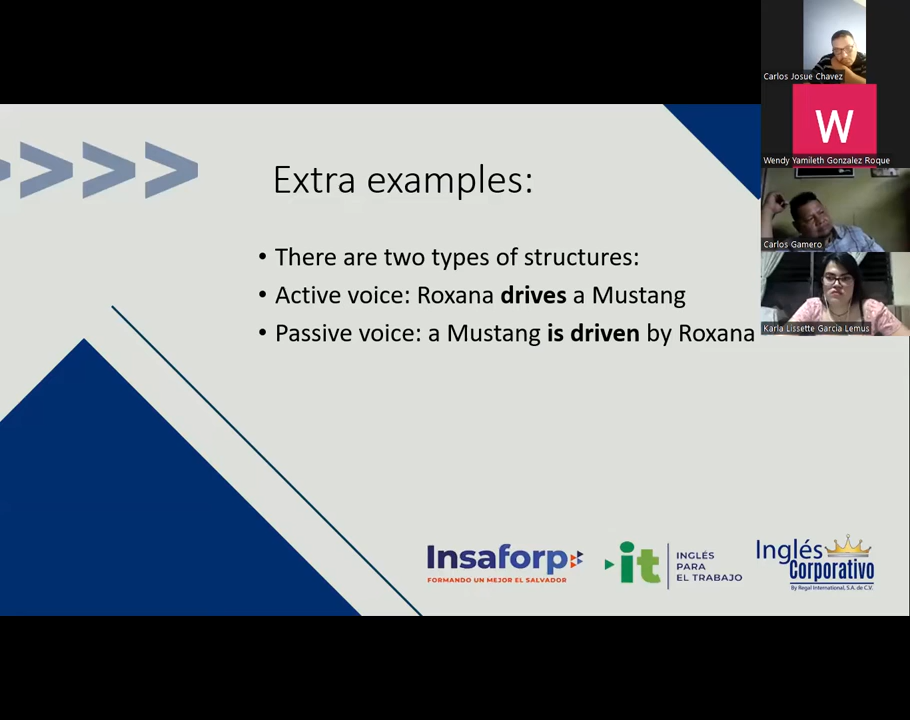 Carlos Josue Chavez
W
Wendy Yamileth Gonzalez Roque
Carlos Gamero
Karla Lissette Garcia Lemus
Extra examples:
• There are two types of structures:
• Active voice: Roxana drives a Mustang
• Passive voice: a Mustang is driven by Roxana
Insaforp
FORMANDO UN MEJOR EL SALVADOR
it
INGLÉS
PARA
EL TRABAJO
Inglés
Corporativo
By Regal International, S.A. de C.V.